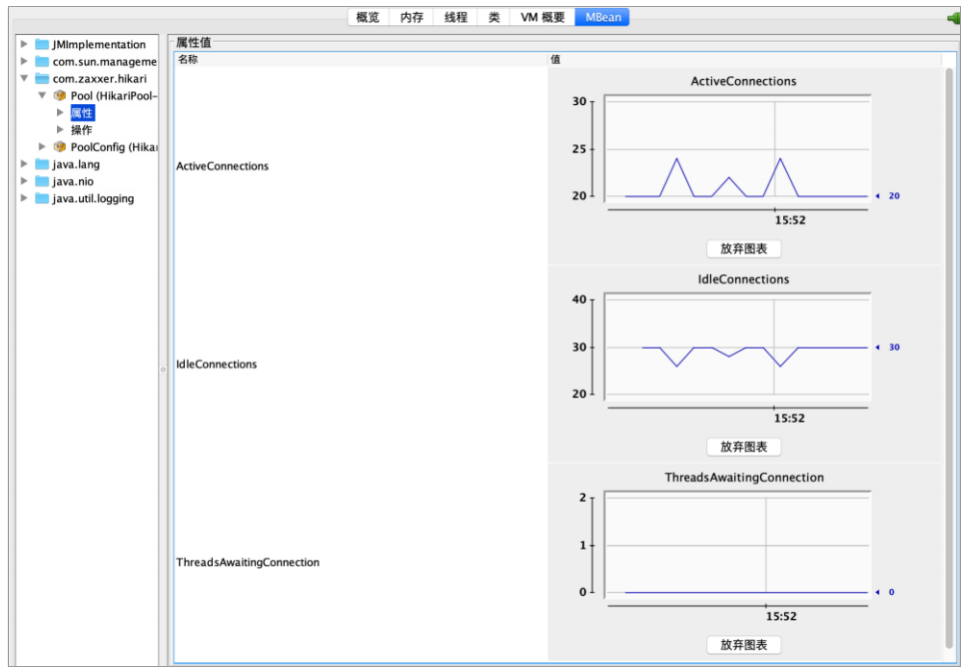 概览 内存 线程 类 VM 概要 MBean
JMImplementation
com.sun.manageme
com.zaxxer.hikari
Pool (HikariPool-
属性
操作
PoolConfig (Hikar
java.lang
java.nio
java.util.logging
属性值
名称 值
ActiveConnections
ActiveConnections
30
25
20
20
15:52
放弃图表
IdleConnections
IdleConnections
40
30
20
30
15:52
放弃图表
ThreadsAwaitingConnection
ThreadsAwaitingConnection
2
1
0
0
15:52
放弃图表